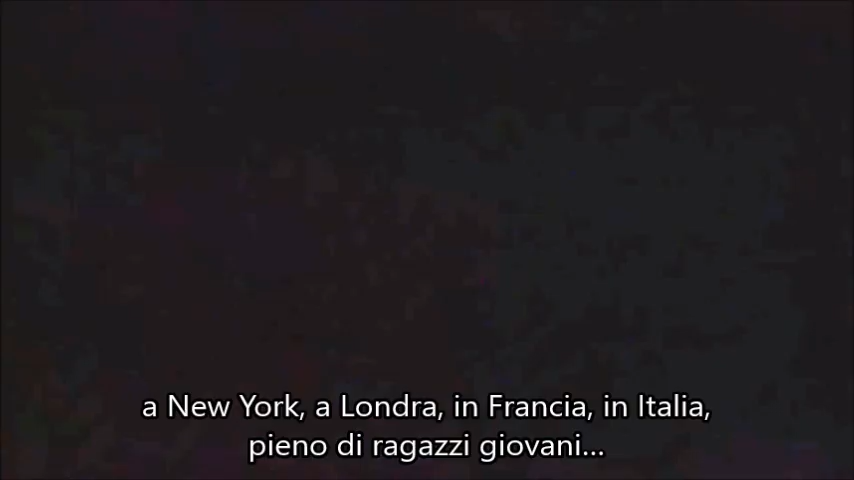 a New York, a Londra, in Francia, in Italia,
pieno di ragazzi giovani...